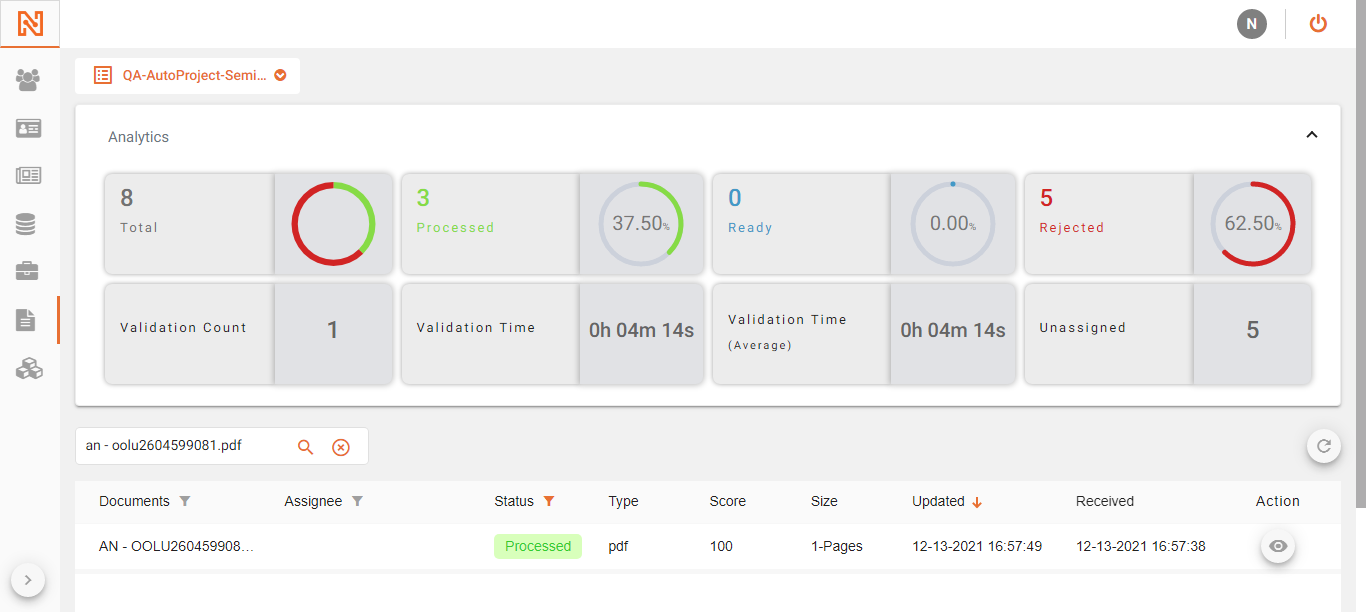 N
QA-AutoProject-Semi...
Analytics
8
Total
3
Processed
37.50%
0
Ready
0.00%
5
Rejected
62.50%
Validation Count
1
Validation Time
0h 04m 14s
Validation Time
(Average)
0h 04m 14s
Unassigned
5
an - oolu2604599081.pdf
Documents Assignee Status Type Score Size Updated Received Action
AN - OOLU260459908... Processed pdf 100 1-Pages 12-13-2021 16:57:49 12-13-2021 16:57:38